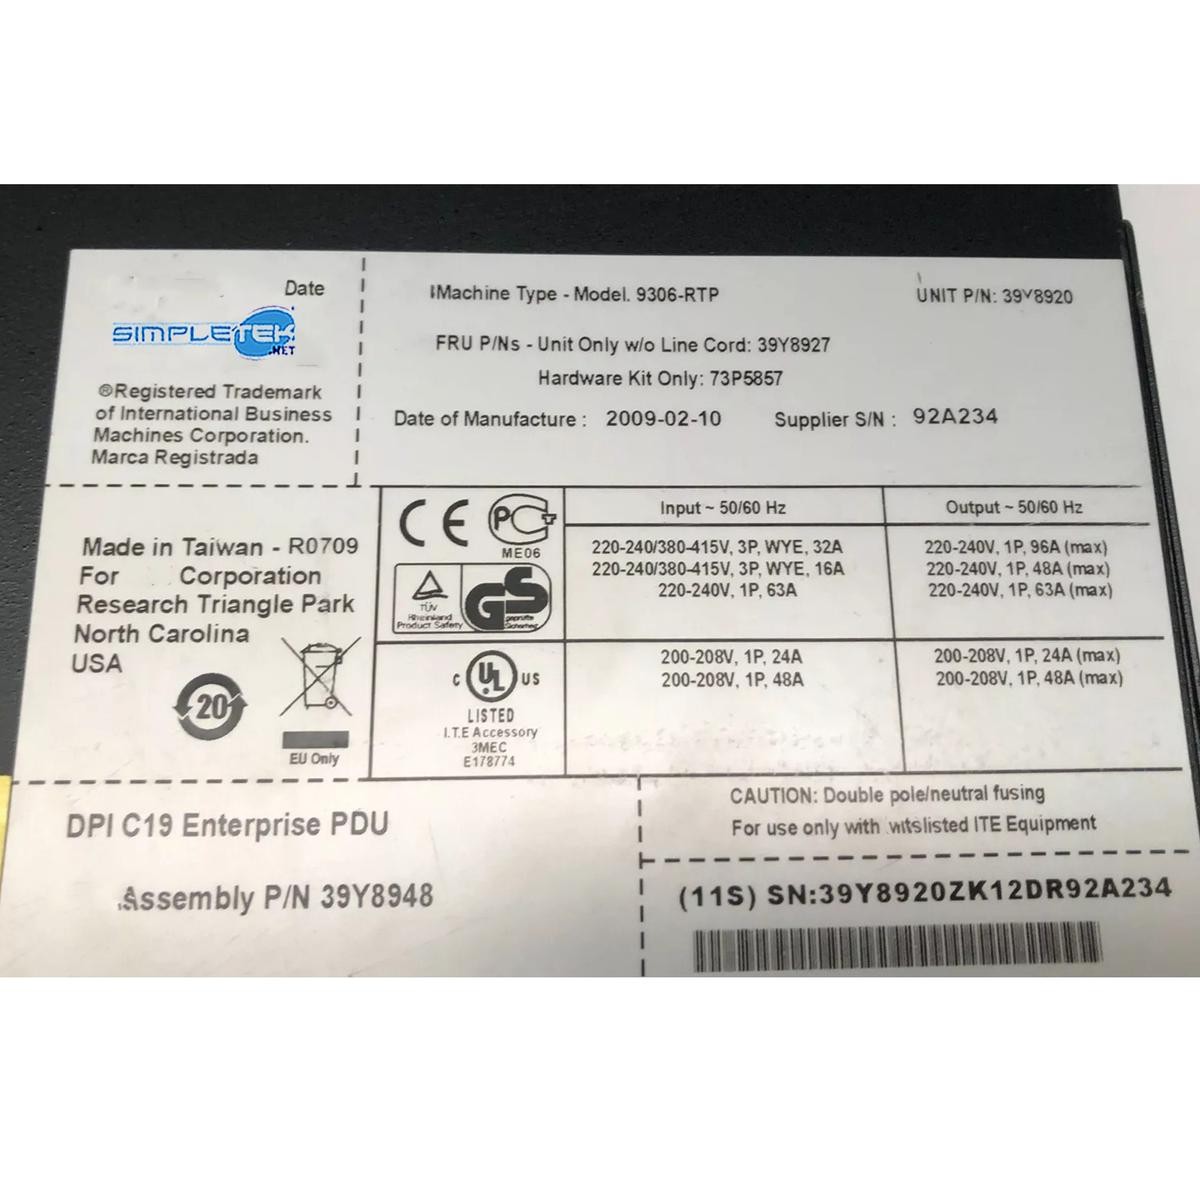 Date
SIMPLETEK
.NET
®Registered Trademark
of International Business
Machines Corporation.
Marca Registrada
Machine Type - Model. 9306-RTP
UNIT P/N: 39Y8920
FRU P/Ns - Unit Only w/o Line Cord: 39Y8927
Hardware Kit Only: 73P5857
Date of Manufacture : 2009-02-10 Supplier S/N : 92A234
Made in Taiwan - R0709
For Corporation
Research Triangle Park
North Carolina
USA
20
EU Only
CE PCT
ME06
TÜV
Rheinland
Product Safety
GS
geprüfte
Sicherheit
C UL US
LISTED
I.T.E Accessory
3MEC
E178774
Input ~ 50/60 Hz
220-240/380-415V, 3P, WYE, 32A
220-240/380-415V, 3P, WYE, 16A
220-240V, 1P, 63A
200-208V, 1P, 24A
200-208V, 1P, 48A
Output ~ 50/60 Hz
220-240V, 1P, 96A (max)
220-240V, 1P, 48A (max)
220-240V, 1P, 63A (max)
200-208V, 1P, 24A (max)
200-208V, 1P, 48A (max)
DPI C19 Enterprise PDU
Assembly P/N 39Y8948
CAUTION: Double pole/neutral fusing
For use only with listed ITE Equipment
(11S) SN:39Y8920ZK12DR92A234